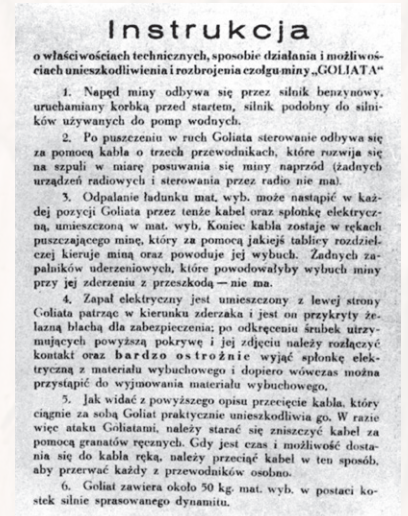 Instrukcja
o właściwościach technicznych, sposobie działania i możliwoś-
ciach unieszkodliwienia i rozbrojenia czołgu-miny „GOLIATA“
1. Napęd miny odbywa się przez silnik benzynowy,
uruchamiany korbką przed startem, silnik podobny do silni-
ków używanych do pomp wodnych.
2. Po puszczeniu w ruch Goliata sterowanie odbywa się
za pomocą kabla o trzech przewodnikach, które rozwija się
na szpuli w miarę posuwania się miny naprzód (żadnych
urządzeń radiowych i sterowania przez radio nie ma).
3. Odpalanie ładunku mat. wyb. może nastąpić w każ-
dej pozycji Goliata przez tenże kabel oraz spłonkę elektrycz-
ną, umieszczoną w mat. wyb. Koniec kabla zostaje w rękach
puszczającego minę, który za pomocą jakiejś tablicy rozdziel-
czej kieruje miną oraz powoduje jej wybuch. Żadnych za-
palników uderzeniowych, które powodowałyby wybuch miny
przy jej zderzeniu z przeszkodą — nie ma.
4. Zapał elektryczny jest umieszczony z lewej strony
Goliata patrząc w kierunku zderzaka i jest on przykryty że-
lazną blachą dla zabezpieczenia; po odkręceniu śrubek utrzy-
mujących powyższą pokrywę i jej zdjęciu należy rozłączyć
kontakt oraz bardzo ostrożnie wyjąć spłonkę elek-
tryczną z materiału wybuchowego i dopiero wówczas można
przystąpić do wyjmowania materiału wybuchowego.
5. Jak widać z powyższego opisu przecięcie kabla, który
ciągnie za sobą Goliat praktycznie unieszkodliwia go. W razie
więc ataku Goliatami, należy starać się zniszczyć kabel za
pomocą granatów ręcznych. Gdy jest czas i możliwość dosta-
nia się do kabla ręką, należy przeciąć kabel w ten sposób,
aby przerwać każdy z przewodników osobno.
6. Goliat zawiera około 50 kg. mat. wyb. w postaci ko-
stek silnie sprasowanego dynamitu.